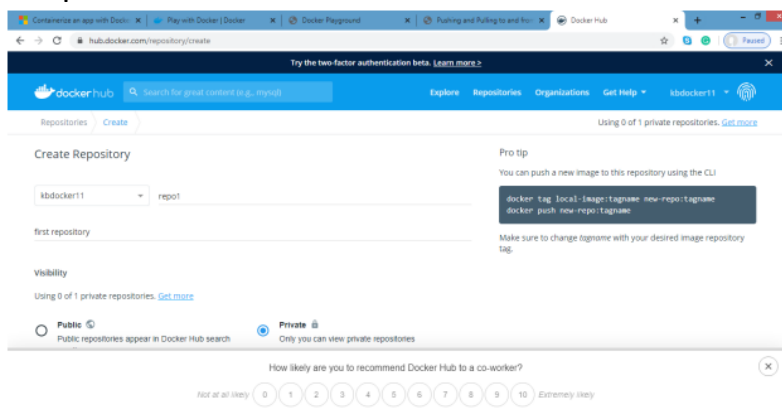 Containerize an app with Docke
Play with Docker | Docker
Docker Playground
Pushing and Pulling to and from
Docker Hub
hub.docker.com/repository/create
Paused
Try the two-factor authentication beta. Learn more >
dockerhub
Search for great content (e.g., mysql)
Explore
Repositories
Organizations
Get Help
kbdocker11
Repositories
Create
Using 0 of 1 private repositories. Get more
Create Repository
Pro tip
You can push a new image to this repository using the CLI
kbdocker11
repo1
docker tag local-image:tagname new-repo:tagname
docker push new-repo:tagname
first repository
Make sure to change tagname with your desired image repository
tag.
Visibility
Using 0 of 1 private repositories. Get more
Public
Public repositories appear in Docker Hub search
Private
Only you can view private repositories
How likely are you to recommend Docker Hub to a co-worker?
Not at all likely 0 1 2 3 4 5 6 7 8 9 10 Extremely likely